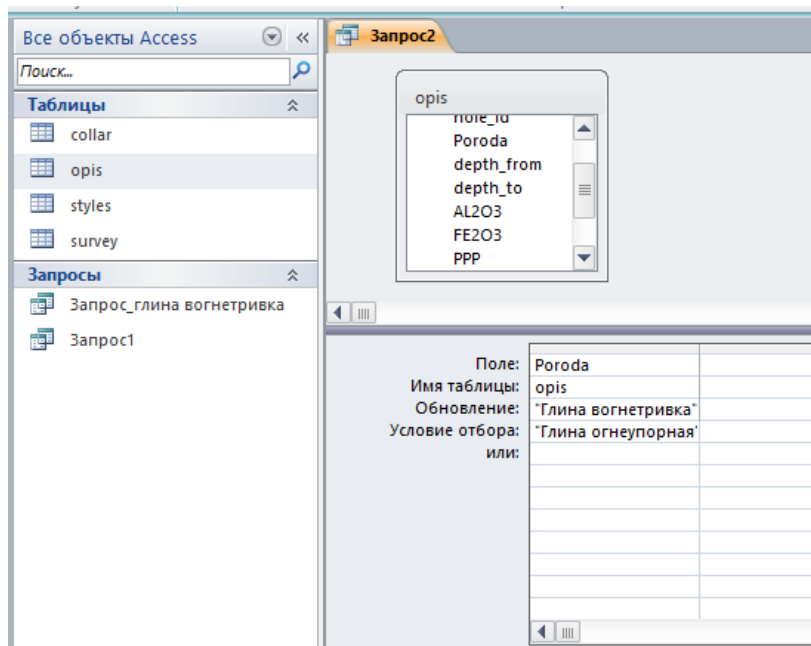 Все объекты Access
Поиск...
Таблицы
collar
opis
styles
survey
Запросы
Запрос_глина вогнетривка
Запрос1
Запрос2
opis
hole_id
Poroda
depth_from
depth_to
AL2O3
FE2O3
PPP
Поле: Poroda
Имя таблицы: opis
Обновление: "Глина вогнетривка"
Условие отбора: "Глина огнеупорная"
или: